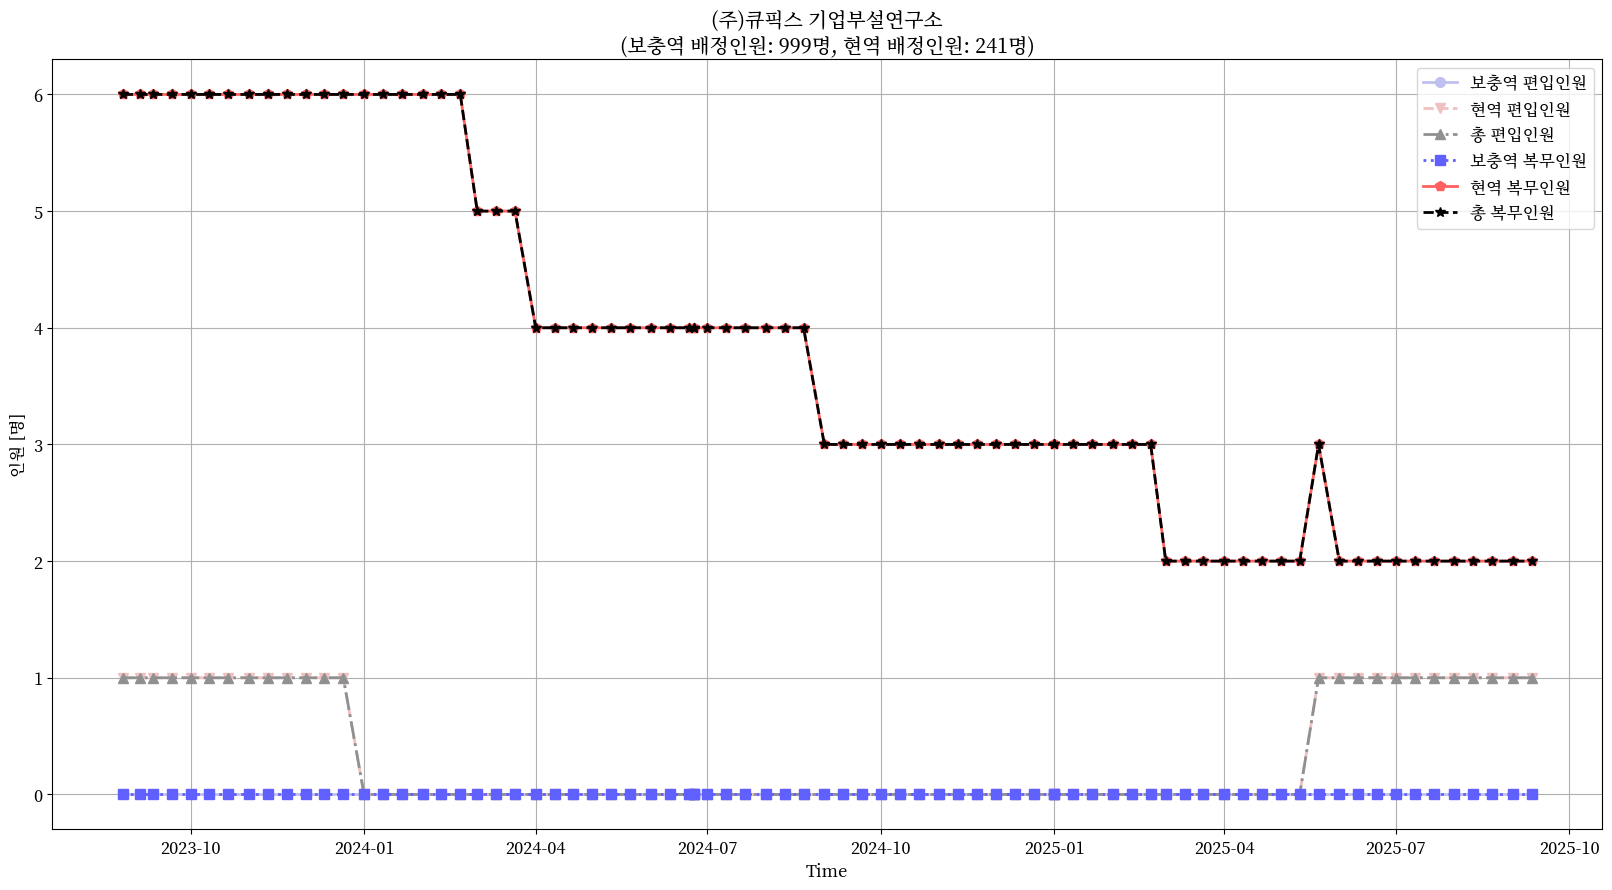 (주)큐픽스 기업부설연구소
(보충역 배정인원: 999명, 현역 배정인원: 241명)
보충역 편입인원
현역 편입인원
총 편입인원
보충역 복무인원
현역 복무인원
총 복무인원
인원 [명]
6
5
4
3
2
1
0
2023-10
2024-01
2024-04
2024-07
2024-10
2025-01
2025-04
2025-07
2025-10
Time